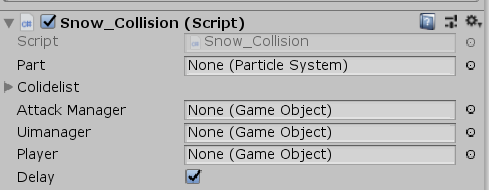 Snow_Collision (Script)
Script Snow_Collision
Part None (Particle System)
Colidelist
Attack Manager None (Game Object)
Uimanager None (Game Object)
Player None (Game Object)
Delay